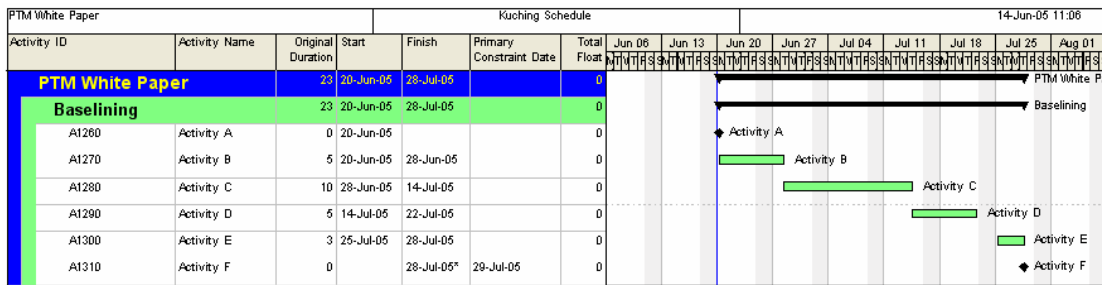 PTM White Paper Kuching Schedule 14-Jun-05 11:06
Activity ID Activity Name Original Duration Start Finish Primary Constraint Date Total Float Jun 06 Jun 13 Jun 20 Jun 27 Jul 04 Jul 11 Jul 18 Jul 25 Aug 01
PTM White Paper 23 20-Jun-05 28-Jul-05 0 PTM White P
Baselining 23 20-Jun-05 28-Jul-05 0 Baselining
A1260 Activity A 0 20-Jun-05 0 Activity A
A1270 Activity B 5 20-Jun-05 28-Jun-05 0 Activity B
A1280 Activity C 10 28-Jun-05 14-Jul-05 0 Activity C
A1290 Activity D 5 14-Jul-05 22-Jul-05 0 Activity D
A1300 Activity E 3 25-Jul-05 28-Jul-05 0 Activity E
A1310 Activity F 0 28-Jul-05* 29-Jul-05 0 Activity F